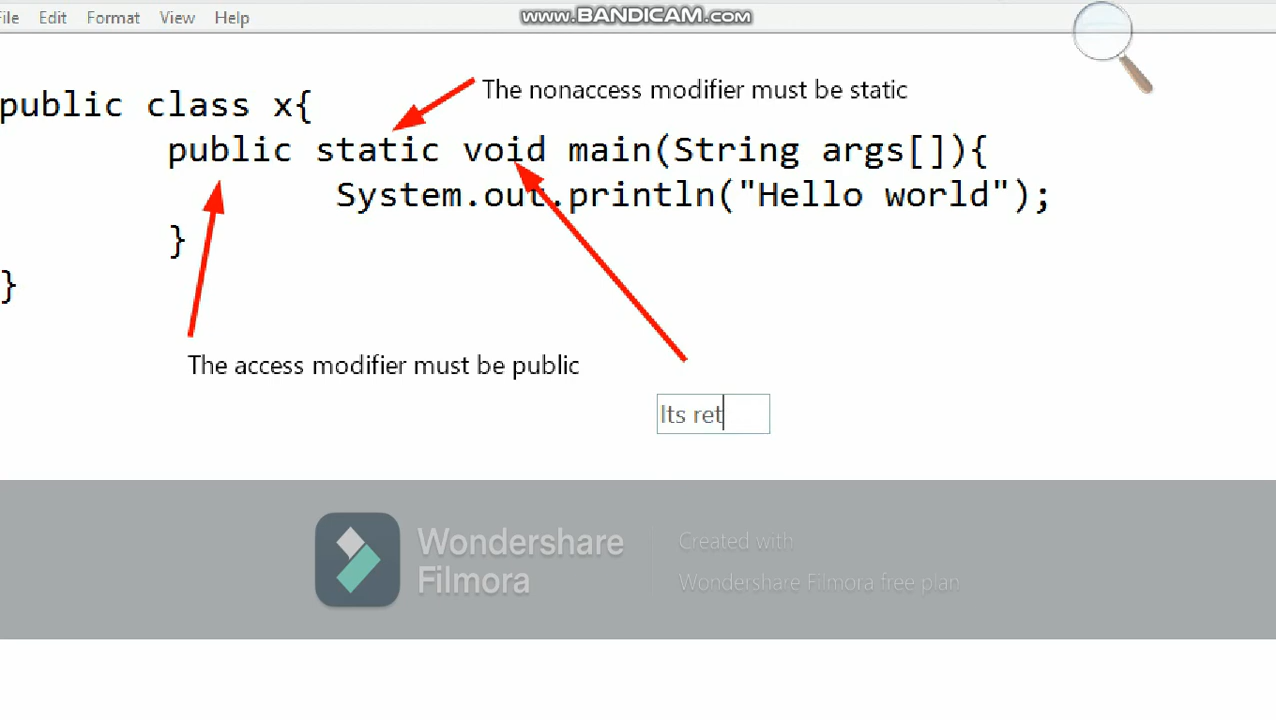 File Edit Format View Help
www.BANDICAM.com
The nonaccess modifier must be static
public class x{
public static void main(String args[]){
System.out.println("Hello world");
}
}
The access modifier must be public
Its ret
Wondershare
Filmora
Created with
Wondershare Filmora free plan